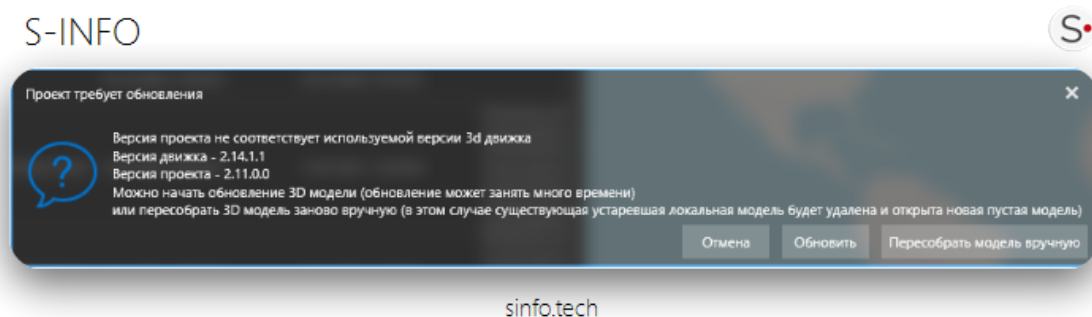 S-INFO
S
Проект требует обновления
Версия проекта не соответствует используемой версии 3d движка
Версия движка - 2.14.1.1
Версия проекта - 2.11.0.0
Можно начать обновление 3D модели (обновление может занять много времени)
или пересобрать 3D модель заново вручную (в этом случае существующая устаревшая локальная модель будет удалена и открыта новая пустая модель)
Отмена Обновить Пересобрать модель вручную
sinfo.tech